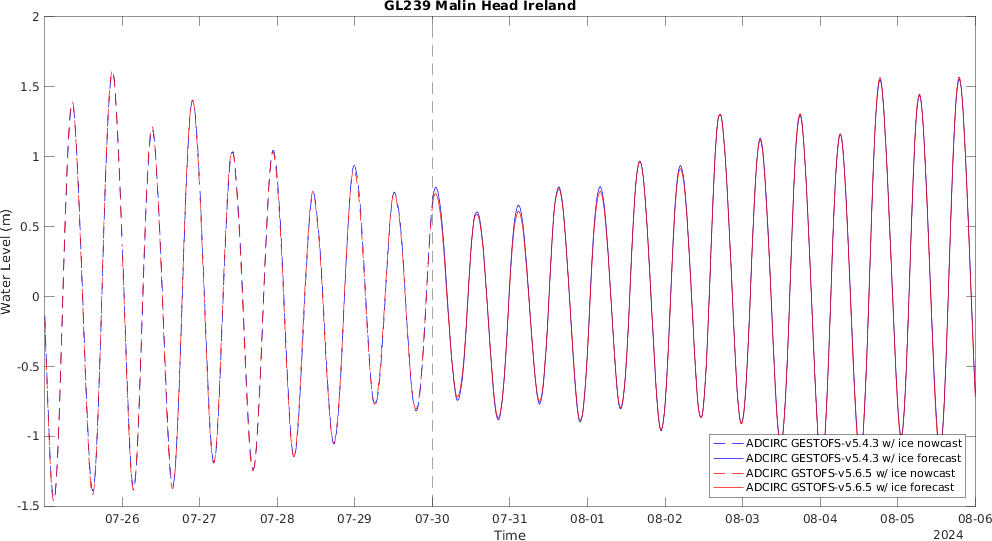 GL239 Malin Head Ireland
2
1.5
1
0.5
0
-0.5
-1
-1.5
Water Level (m)
ADCIRC GESTOFS-v5.4.3 w/ ice nowcast
ADCIRC GESTOFS-v5.4.3 w/ ice forecast
ADCIRC GSTOFS-v5.6.5 w/ ice nowcast
ADCIRC GSTOFS-v5.6.5 w/ ice forecast
07-26 07-27 07-28 07-29 07-30 07-31 08-01 08-02 08-03 08-04 08-05 08-06
Time
2024